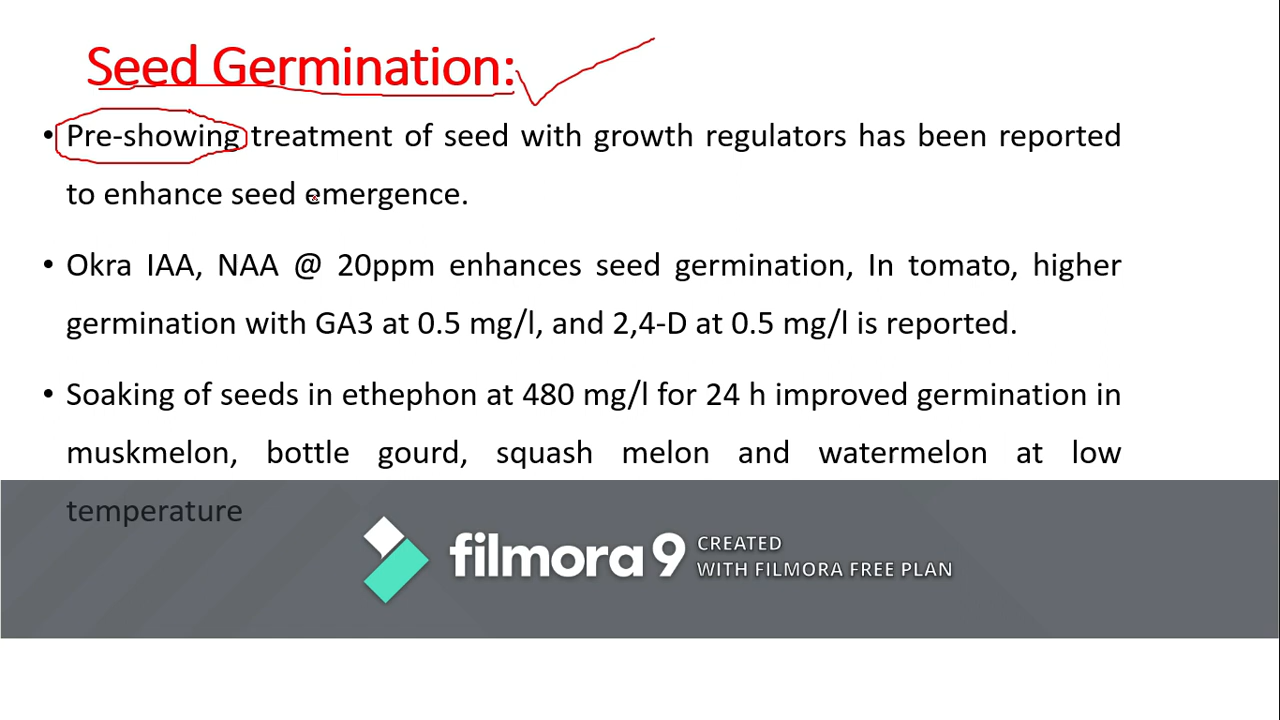 Seed Germination:
• Pre-showing treatment of seed with growth regulators has been reported
to enhance seed emergence.
• Okra IAA, NAA @ 20ppm enhances seed germination, In tomato, higher
germination with GA3 at 0.5 mg/l, and 2,4-D at 0.5 mg/l is reported.
• Soaking of seeds in ethephon at 480 mg/l for 24 h improved germination in
muskmelon, bottle gourd, squash melon and watermelon at low
temperature
filmora 9 CREATED
WITH FILMORA FREE PLAN